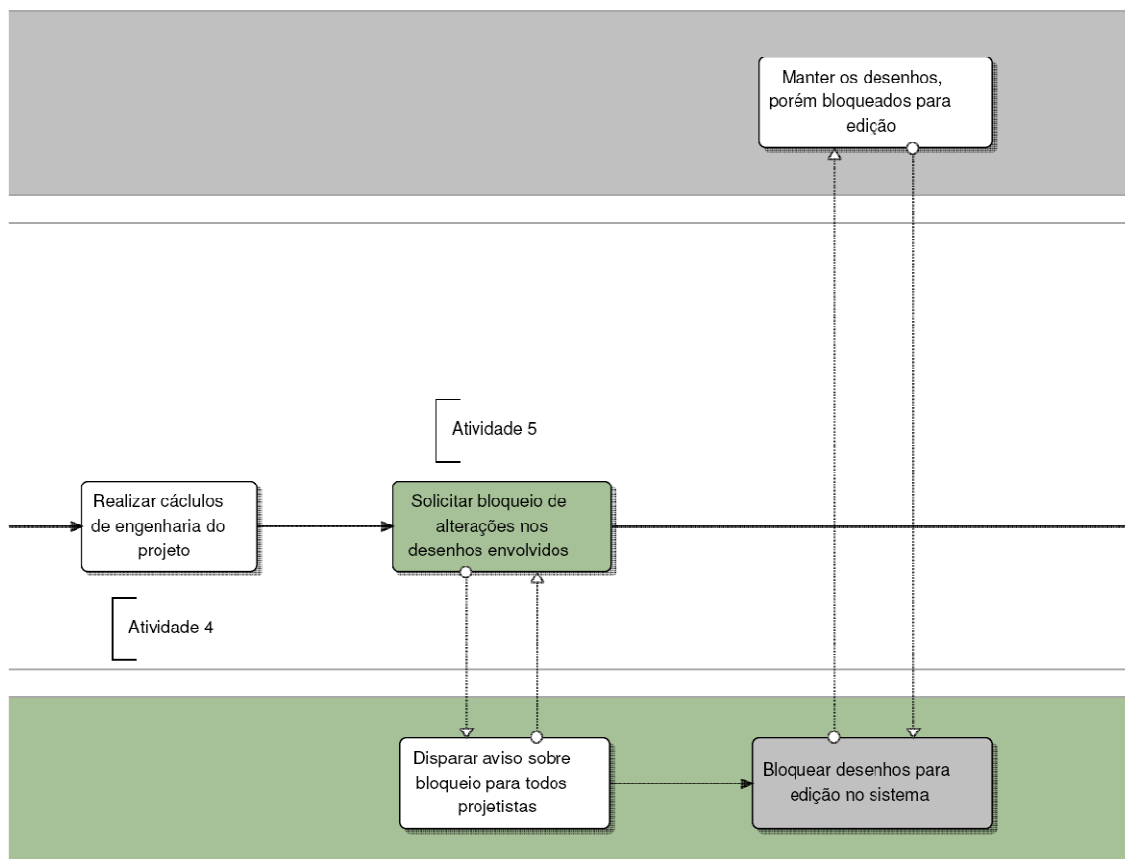 Manter os desenhos,
porém bloqueados para
edição
Atividade 5
Realizar cáclulos
de engenharia do
projeto
Solicitar bloqueio de
alterações nos
desenhos envolvidos
Atividade 4
Disparar aviso sobre
bloqueio para todos
projetistas
Bloquear desenhos para
edição no sistema